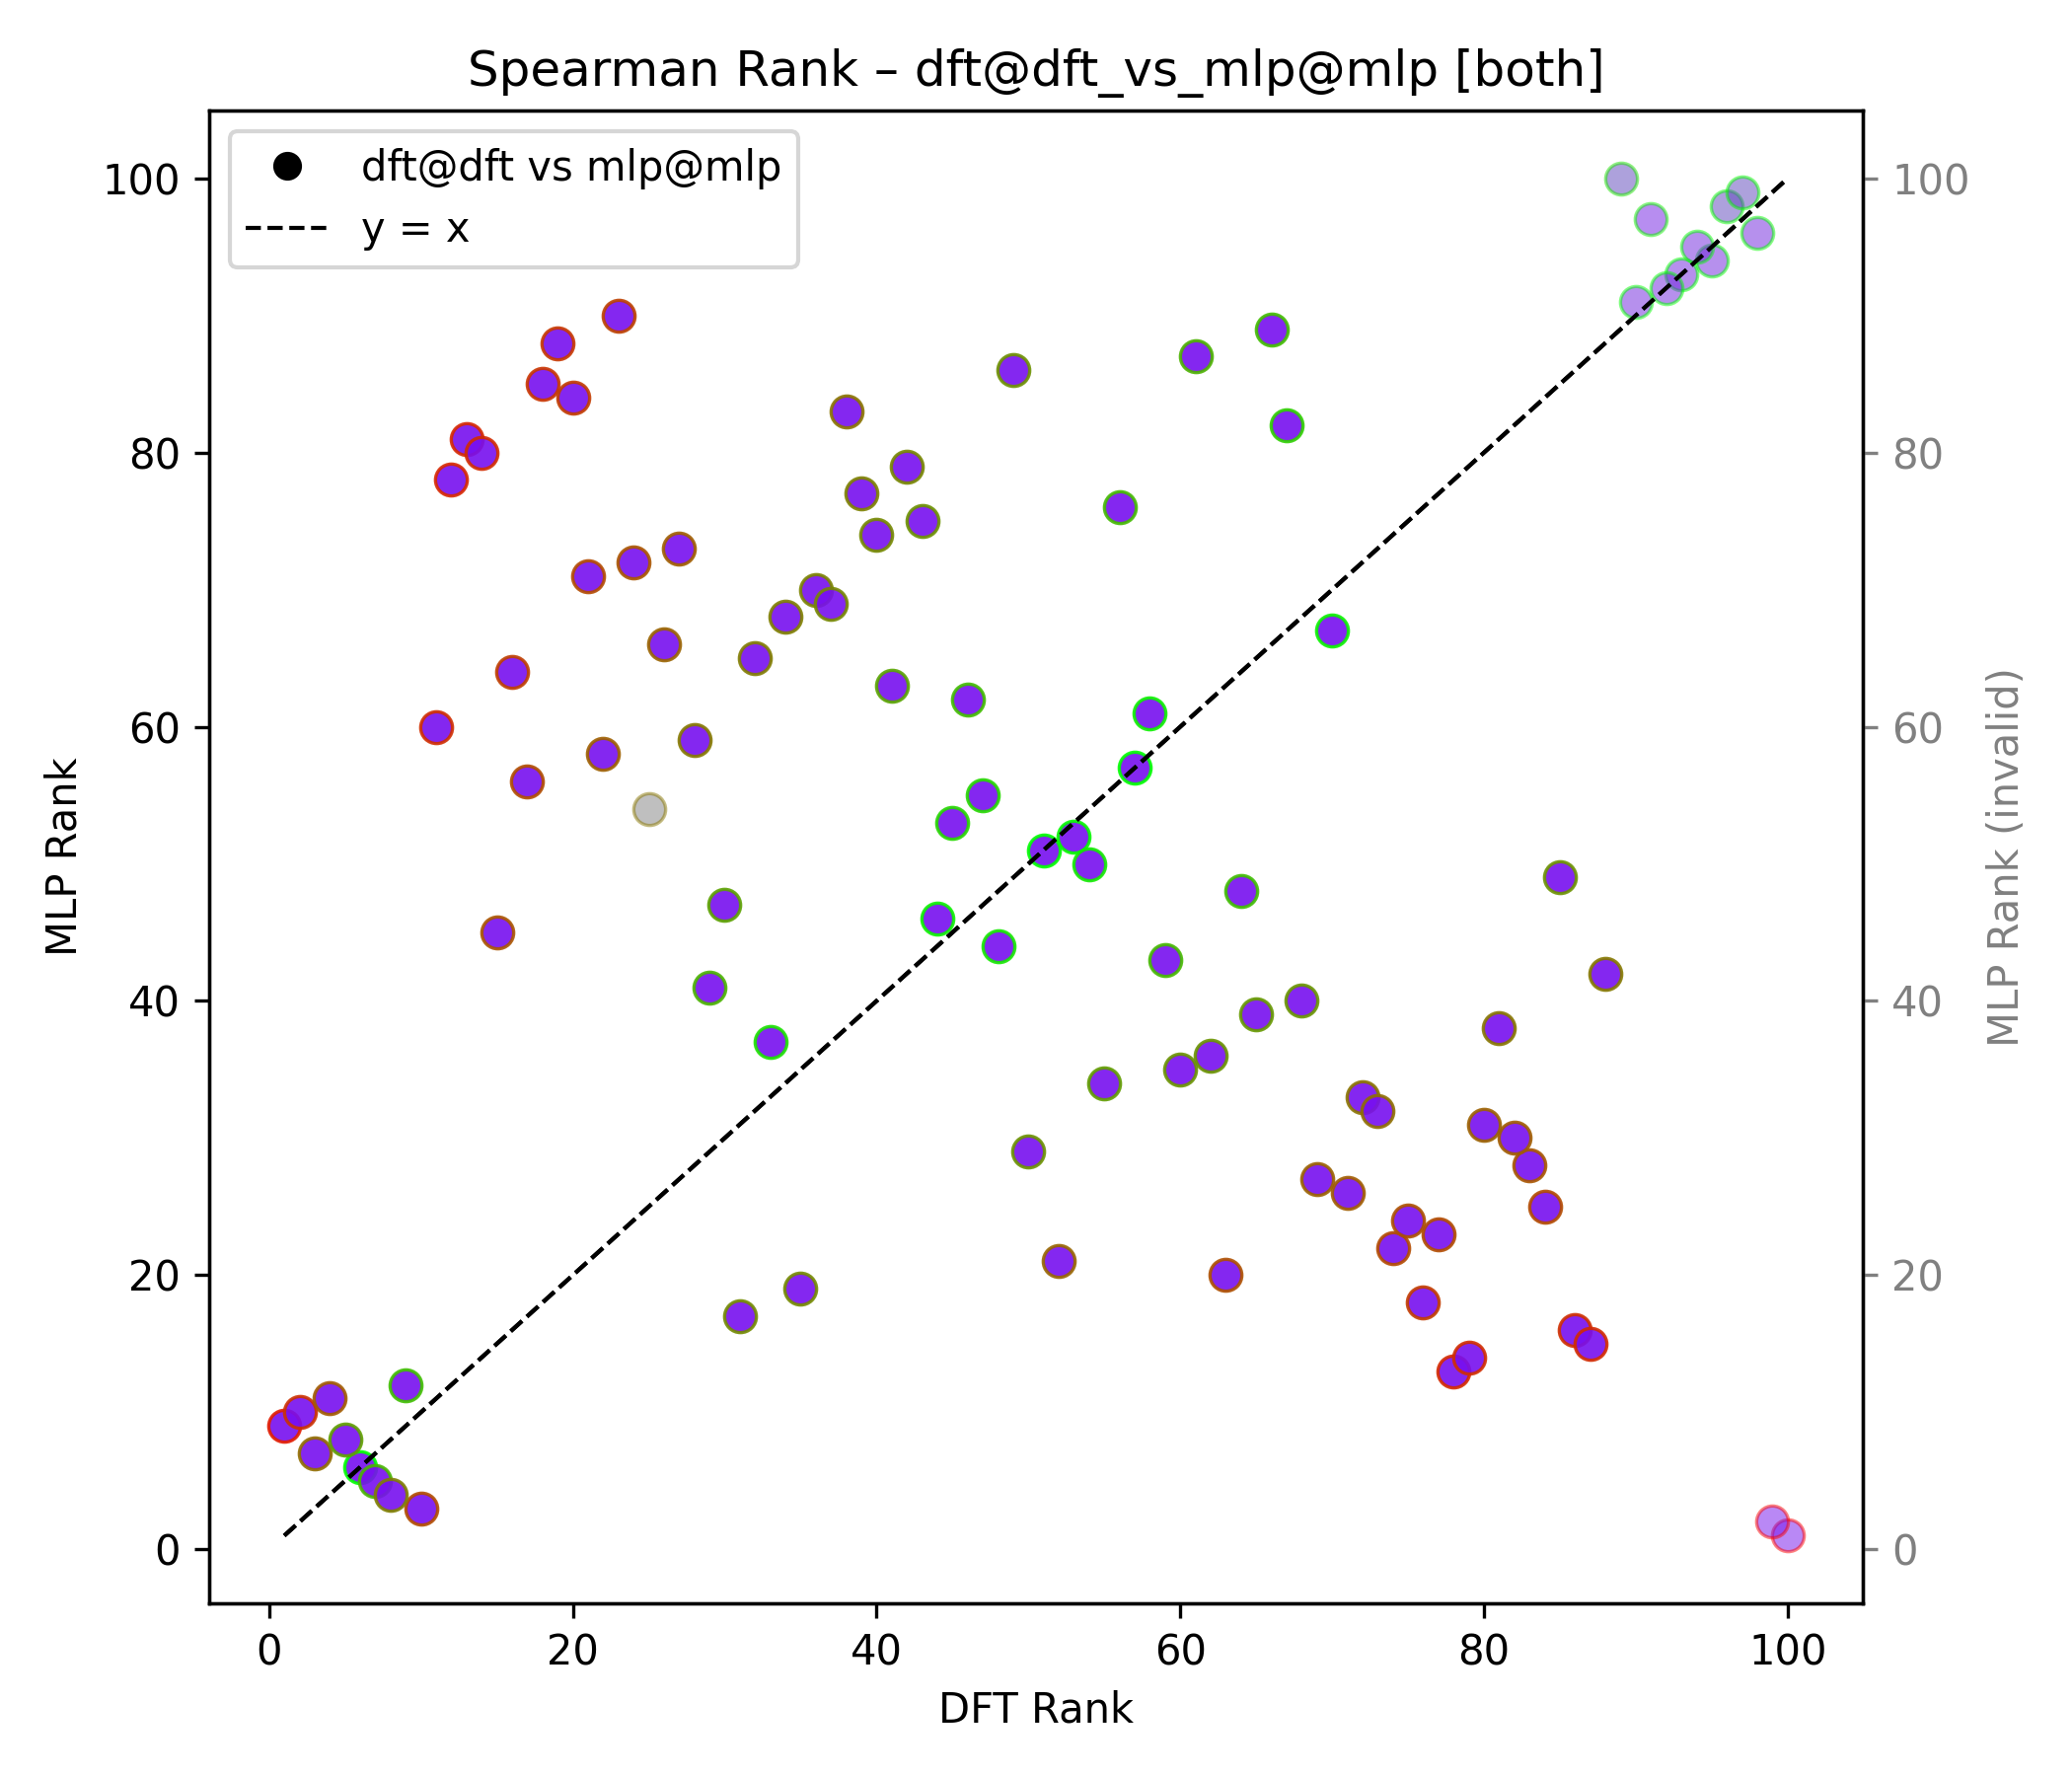 Spearman Rank – dft@dft_vs_mlp@mlp [both]
dft@dft vs mlp@mlp
y = x
100
80
60
40
20
0
MLP Rank
100
80
60
40
20
0
MLP Rank (invalid)
0 20 40 60 80 100
DFT Rank